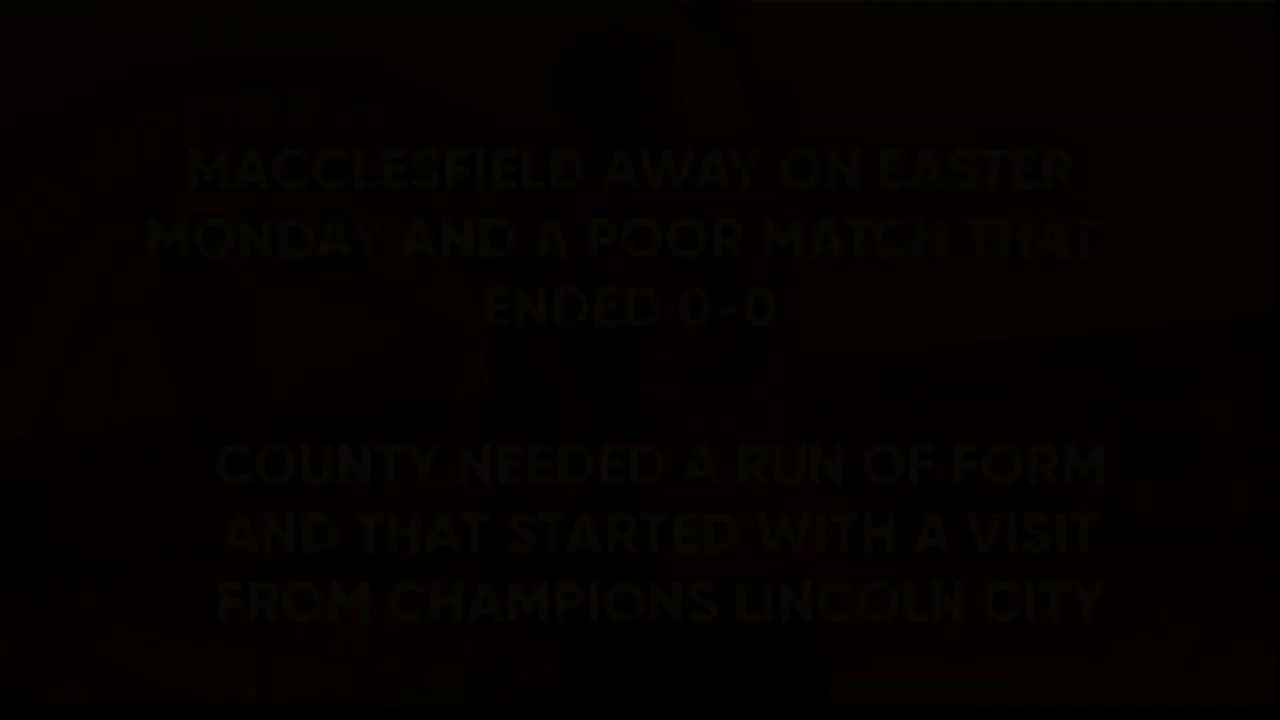 MACCLESFIELD AWAY ON EASTER
MONDAY AND A POOR MATCH THAT
ENDED 0-0
COUNTY NEEDED A RUN OF FORM
AND THAT STARTED WITH A VISIT
FROM CHAMPIONS LINCOLN CITY